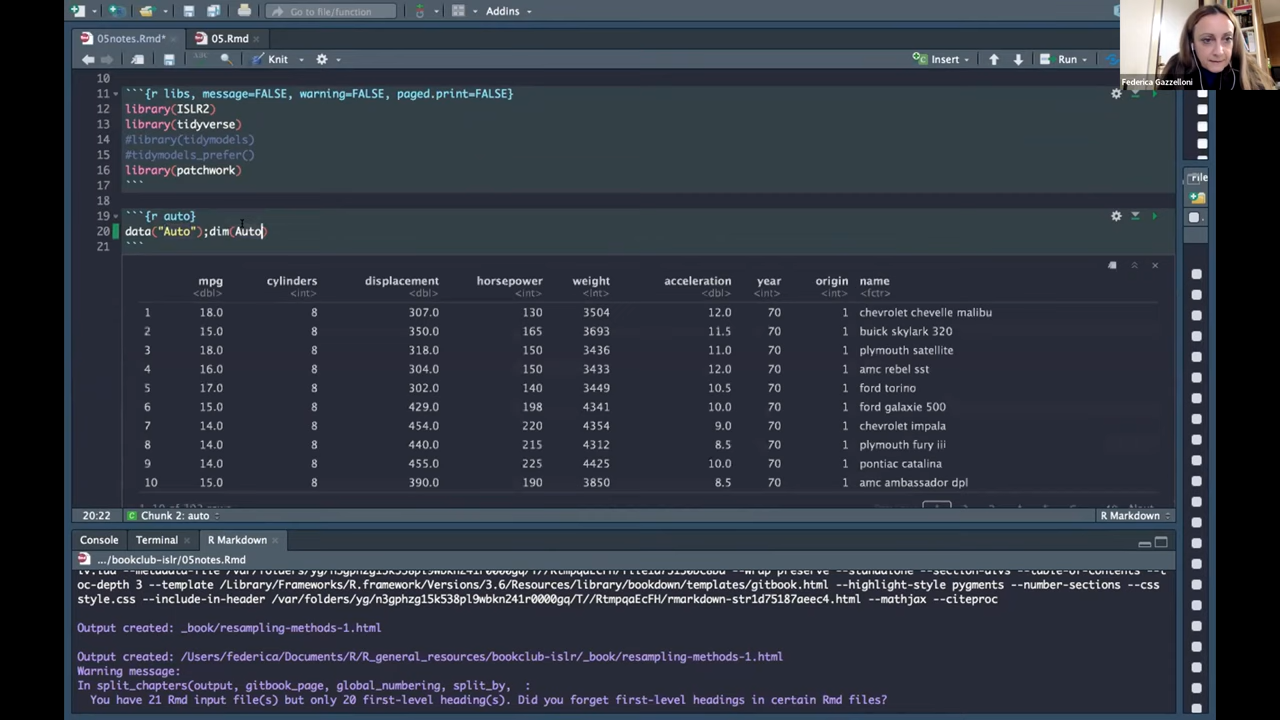 Go to file/function
Addins
05notes.Rmd*
05.Rmd
Knit
Insert
Run
Federica Gazzelloni
10
11 ```{r libs, message=FALSE, warning=FALSE, paged.print=FALSE}
12 library(ISLR2)
13 library(tidyverse)
14 #library(tidymodels)
15 #tidymodels_prefer()
16 library(patchwork)
17 ```
18
19 ```{r auto}
20 data("Auto");dim(Auto)
21 ```
mpg cylinders displacement horsepower weight acceleration year origin name
<dbl> <int> <dbl> <int> <int> <dbl> <int> <int> <fctr>
1 18.0 8 307.0 130 3504 12.0 70 1 chevrolet chevelle malibu
2 15.0 8 350.0 165 3693 11.5 70 1 buick skylark 320
3 18.0 8 318.0 150 3436 11.0 70 1 plymouth satellite
4 16.0 8 304.0 150 3433 12.0 70 1 amc rebel sst
5 17.0 8 302.0 140 3449 10.5 70 1 ford torino
6 15.0 8 429.0 198 4341 10.0 70 1 ford galaxie 500
7 14.0 8 454.0 220 4354 9.0 70 1 chevrolet impala
8 14.0 8 440.0 215 4312 8.5 70 1 plymouth fury iii
9 14.0 8 455.0 225 4425 10.0 70 1 pontiac catalina
10 15.0 8 390.0 190 3850 8.5 70 1 amc ambassador dpl
20:22 Chunk 2: auto R Markdown
Console Terminal R Markdown
.../bookclub-islr/05notes.Rmd
oc-depth 3 --template /Library/Frameworks/R.framework/Versions/3.6/Resources/library/bookdown/templates/gitbook.html --highlight-style pygments --number-sections --css
style.css --include-in-header /var/folders/yg/n3gphzg15k538pl9wbkn241r0000gq/T//RtmpqaEcFH/rmarkdown-str1d75187aeec4.html --mathjax --citeproc
Output created: _book/resampling-methods-1.html
Output created: /Users/federica/Documents/R/R_general_resources/bookclub-islr/_book/resampling-methods-1.html
Warning message:
In split_chapters(output, gitbook_page, global_numbering, split_by, :
You have 21 Rmd input file(s) but only 20 first-level heading(s). Did you forget first-level headings in certain Rmd files?